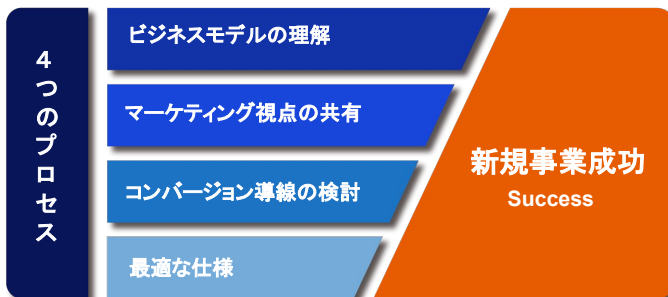 4つのプロセス
ビジネスモデルの理解
マーケティング視点の共有
コンバージョン導線の検討
最適な仕様
新規事業成功
Success